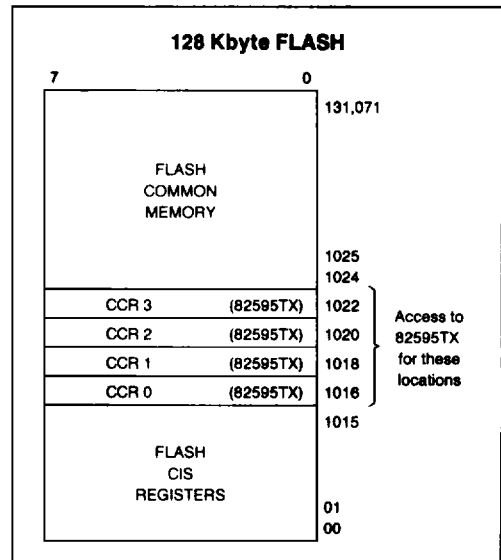 128 Kbyte FLASH
7 0
131,071
FLASH
COMMON
MEMORY
1025
1024
CCR 3 (82595TX) 1022
CCR 2 (82595TX) 1020
CCR 1 (82595TX) 1018
CCR 0 (82595TX) 1016
Access to
82595TX
for these
locations
1015
FLASH
CIS
REGISTERS
01
00